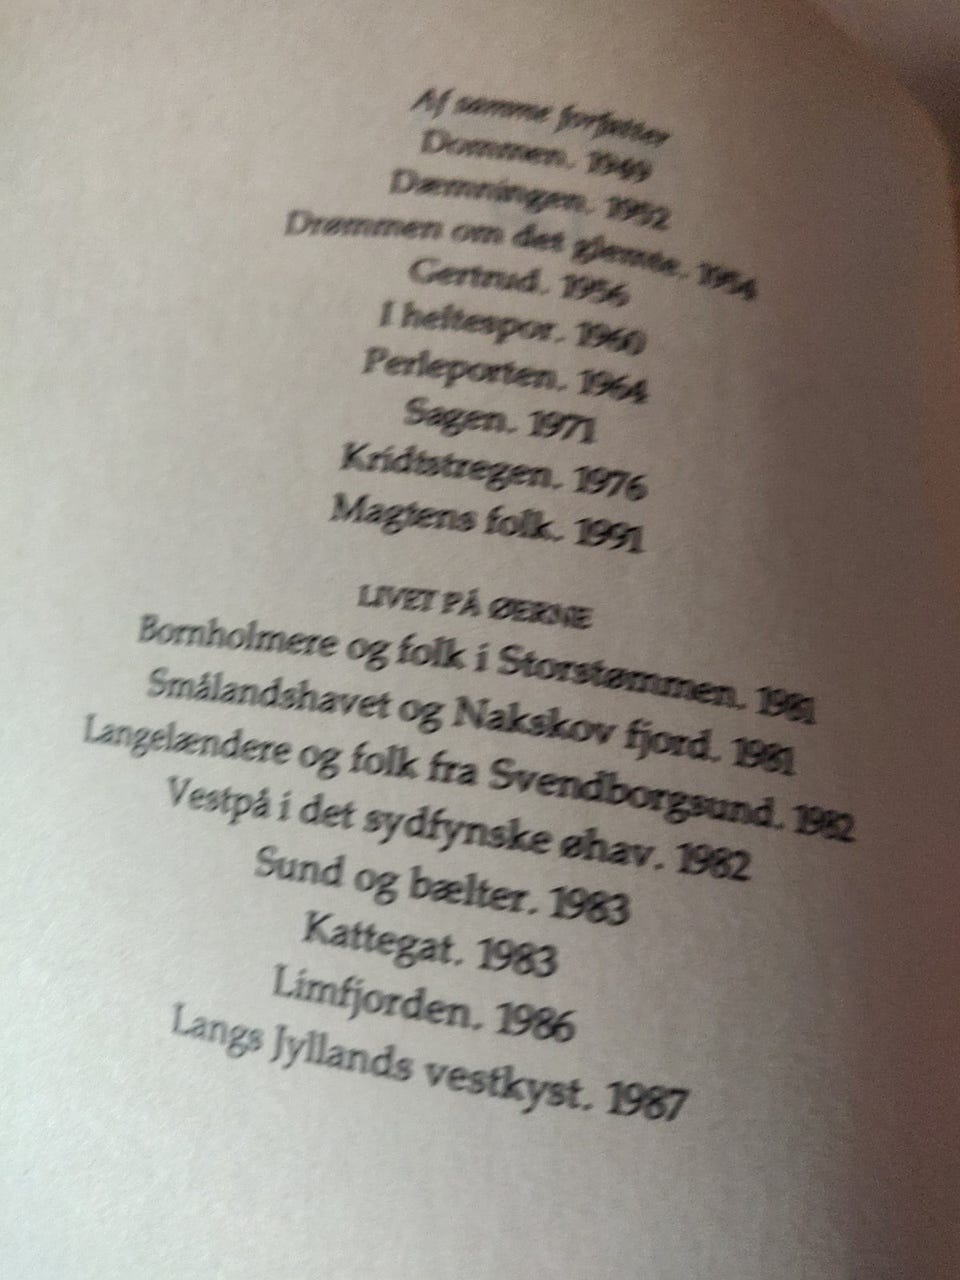 Af samme forfatter
Dommen. 1949
Dæmningen. 1952
Drømmen om det glemte. 1954
Gertrud. 1956
I heltespor. 1960
Perleporten. 1964
Sagen. 1971
Kridtstregen. 1976
Magtens folk. 1991
LIVET PÅ ØERNE
Bornholmere og folk i Storstømmen. 1981
Smålandshavet og Nakskov fjord. 1981
Langelændere og folk fra Svendborgsund. 1982
Vestpå i det sydfynske øhav. 1982
Sund og bælter. 1983
Kattegat. 1983
Limfjorden. 1986
Langs Jyllands vestkyst. 1987